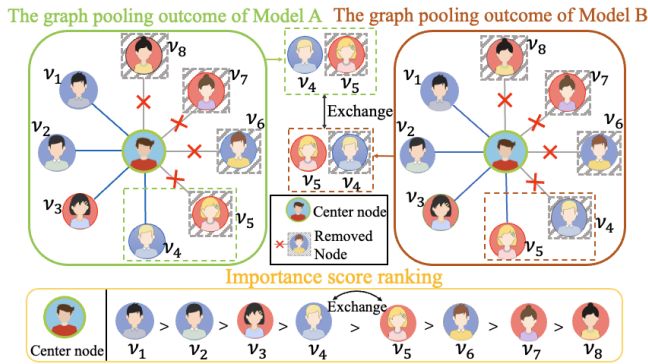 The graph pooling outcome of Model A
The graph pooling outcome of Model B
v8
v1
v7
v2
v6
v3
v5
v4
v4 v5
Exchange
v5 v4
Center node
Removed
Node
v8
v1
v7
v2
v6
v3
v4
v5
Importance score ranking
Exchange
Center node
> > > > > > >
v1 v2 v3 v4 v5 v6 v7 v8